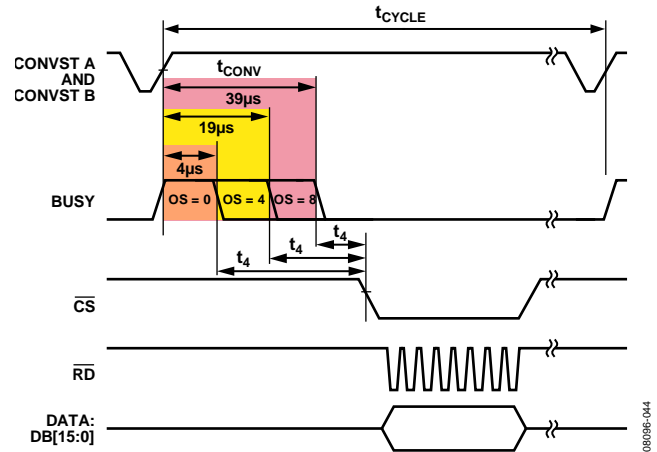 tCYCLE
CONVST A
AND
CONVST B
tCONV
39µs
19µs
4µs
BUSY
OS = 0
OS = 4
OS = 8
t4
t4
t4
CS
RD
DATA:
DB[15:0]
08096-044